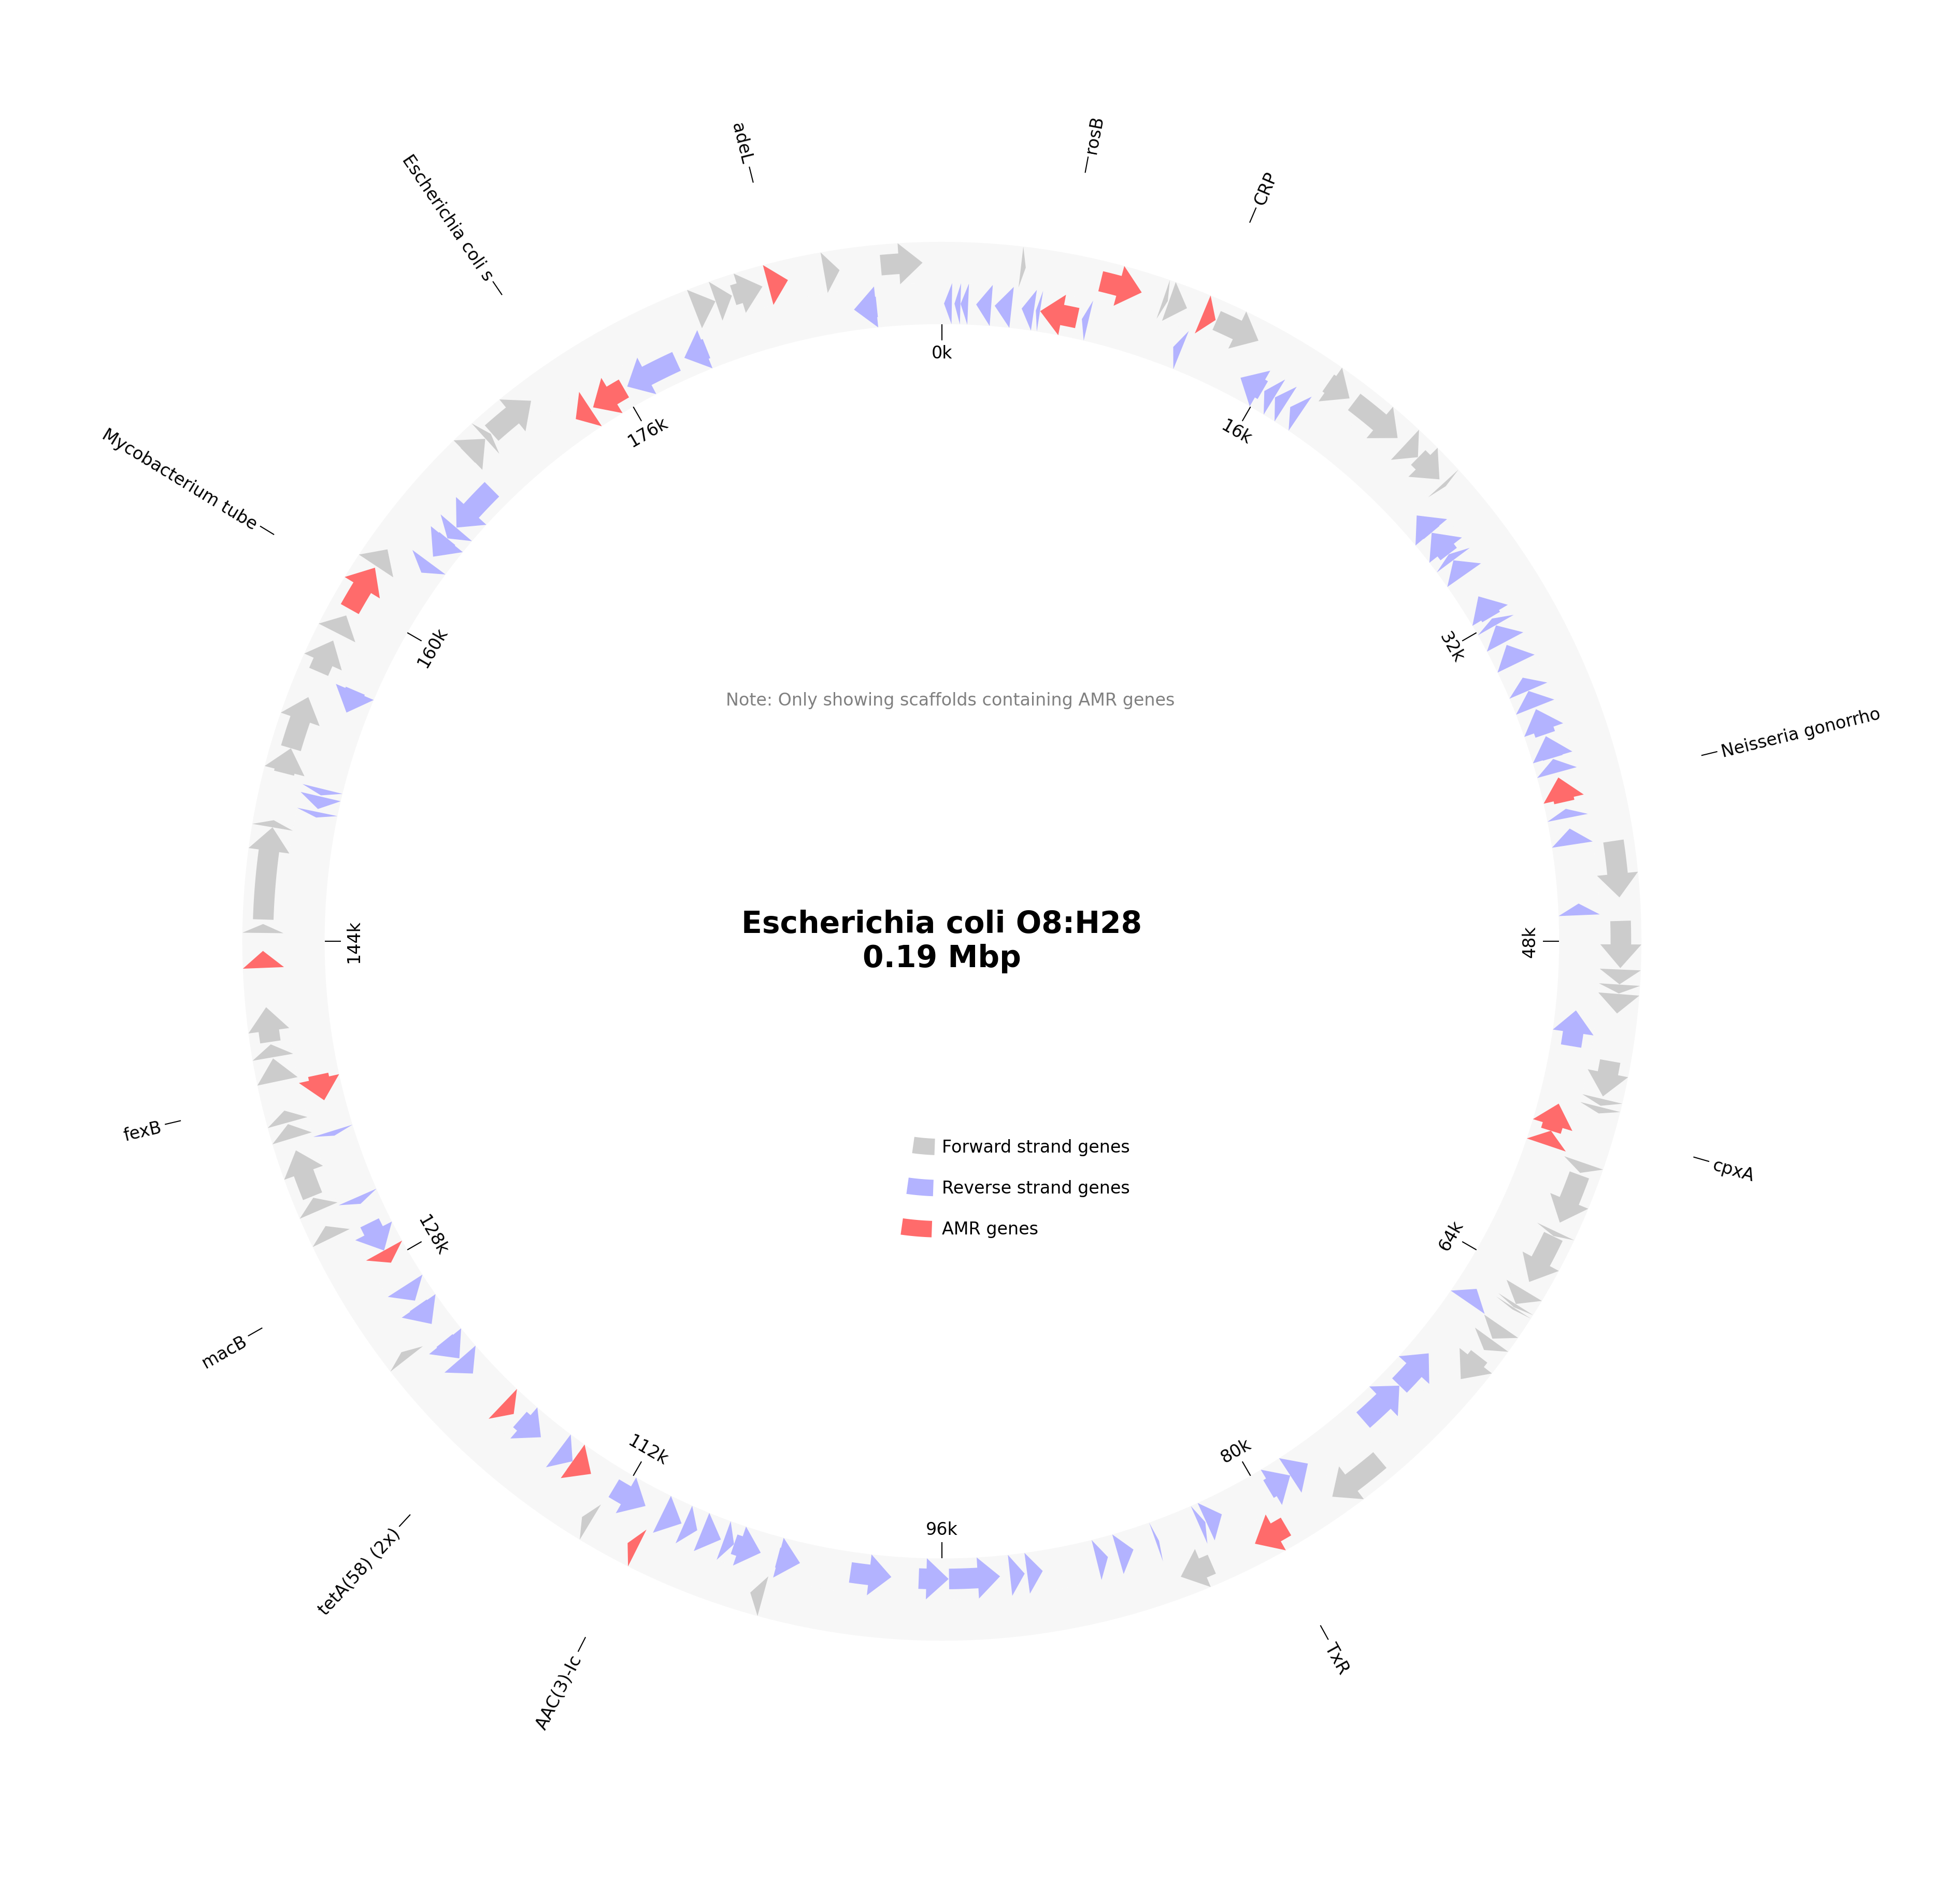 adeL
rosB
CRP
Escherichia coli s
0k
16k
176k
Mycobacterium tube
160k
32k
Note: Only showing scaffolds containing AMR genes
Neisseria gonorrho
Escherichia coli O8:H28
0.19 Mbp
144k
48k
fexB
Forward strand genes
cpxA
Reverse strand genes
AMR genes
128k
64k
macB
112k
80k
tetA(58) (2x)
96k
AAC(3)-Ic
TxR